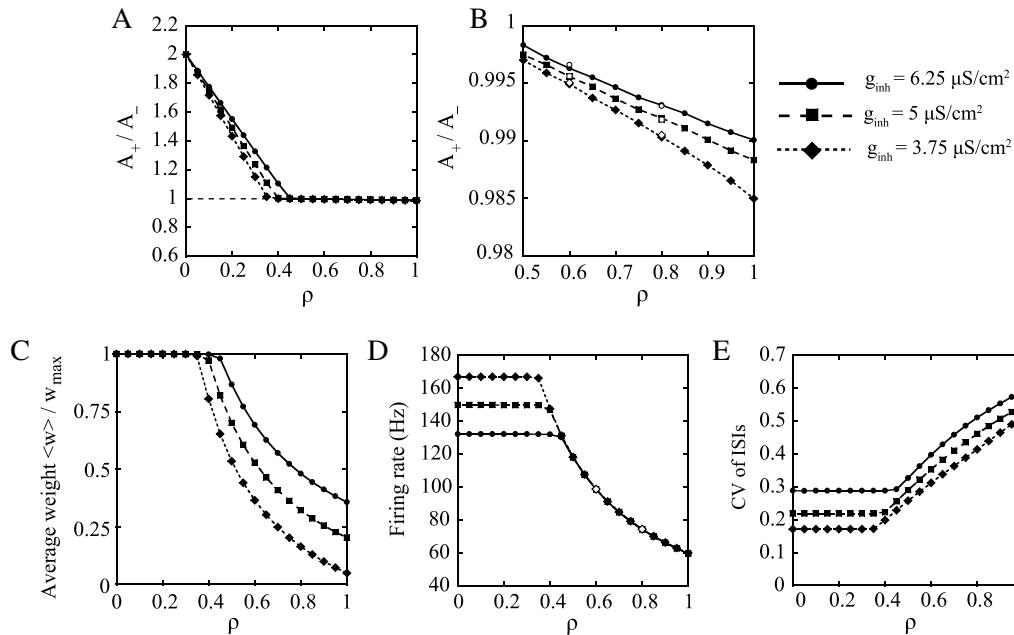 A
A₊ / A₋
2.2
2
1.8
1.6
1.4
1.2
1
0.8
0.6
0 0.2 0.4 0.6 0.8 1
ρ
B
A₊ / A₋
1
0.995
0.99
0.985
0.98
0.5 0.6 0.7 0.8 0.9 1
ρ
g_inh = 6.25 µS/cm²
g_inh = 5 µS/cm²
g_inh = 3.75 µS/cm²
C
Average weight <w> / w_max
1
0.75
0.5
0.25
0
0 0.2 0.4 0.6 0.8 1
ρ
D
Firing rate (Hz)
180
160
140
120
100
80
60
40
0 0.2 0.4 0.6 0.8 1
ρ
E
CV of ISIs
0.7
0.6
0.5
0.4
0.3
0.2
0.1
0
0 0.2 0.4 0.6 0.8 1
ρ